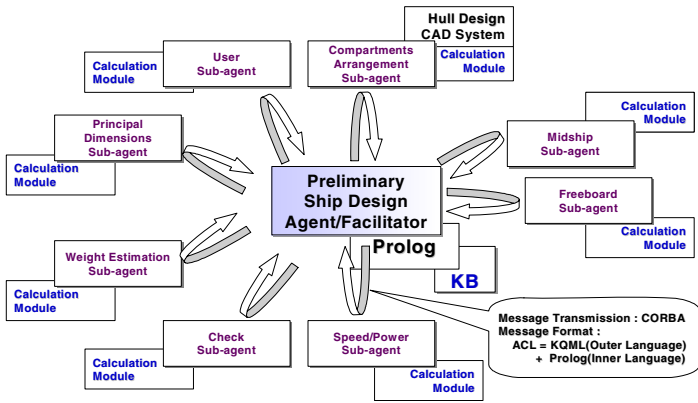 Hull Design
CAD System
User
Sub-agent
Calculation
Module
Compartments
Arrangement
Sub-agent
Calculation
Module
Principal
Dimensions
Sub-agent
Calculation
Module
Calculation
Module
Midship
Sub-agent
Preliminary
Ship Design
Agent/Facilitator
Prolog
KB
Freeboard
Sub-agent
Calculation
Module
Weight Estimation
Sub-agent
Calculation
Module
Check
Sub-agent
Calculation
Module
Speed/Power
Sub-agent
Calculation
Module
Message Transmission : CORBA
Message Format :
ACL = KQML(Outer Language)
+ Prolog(Inner Language)